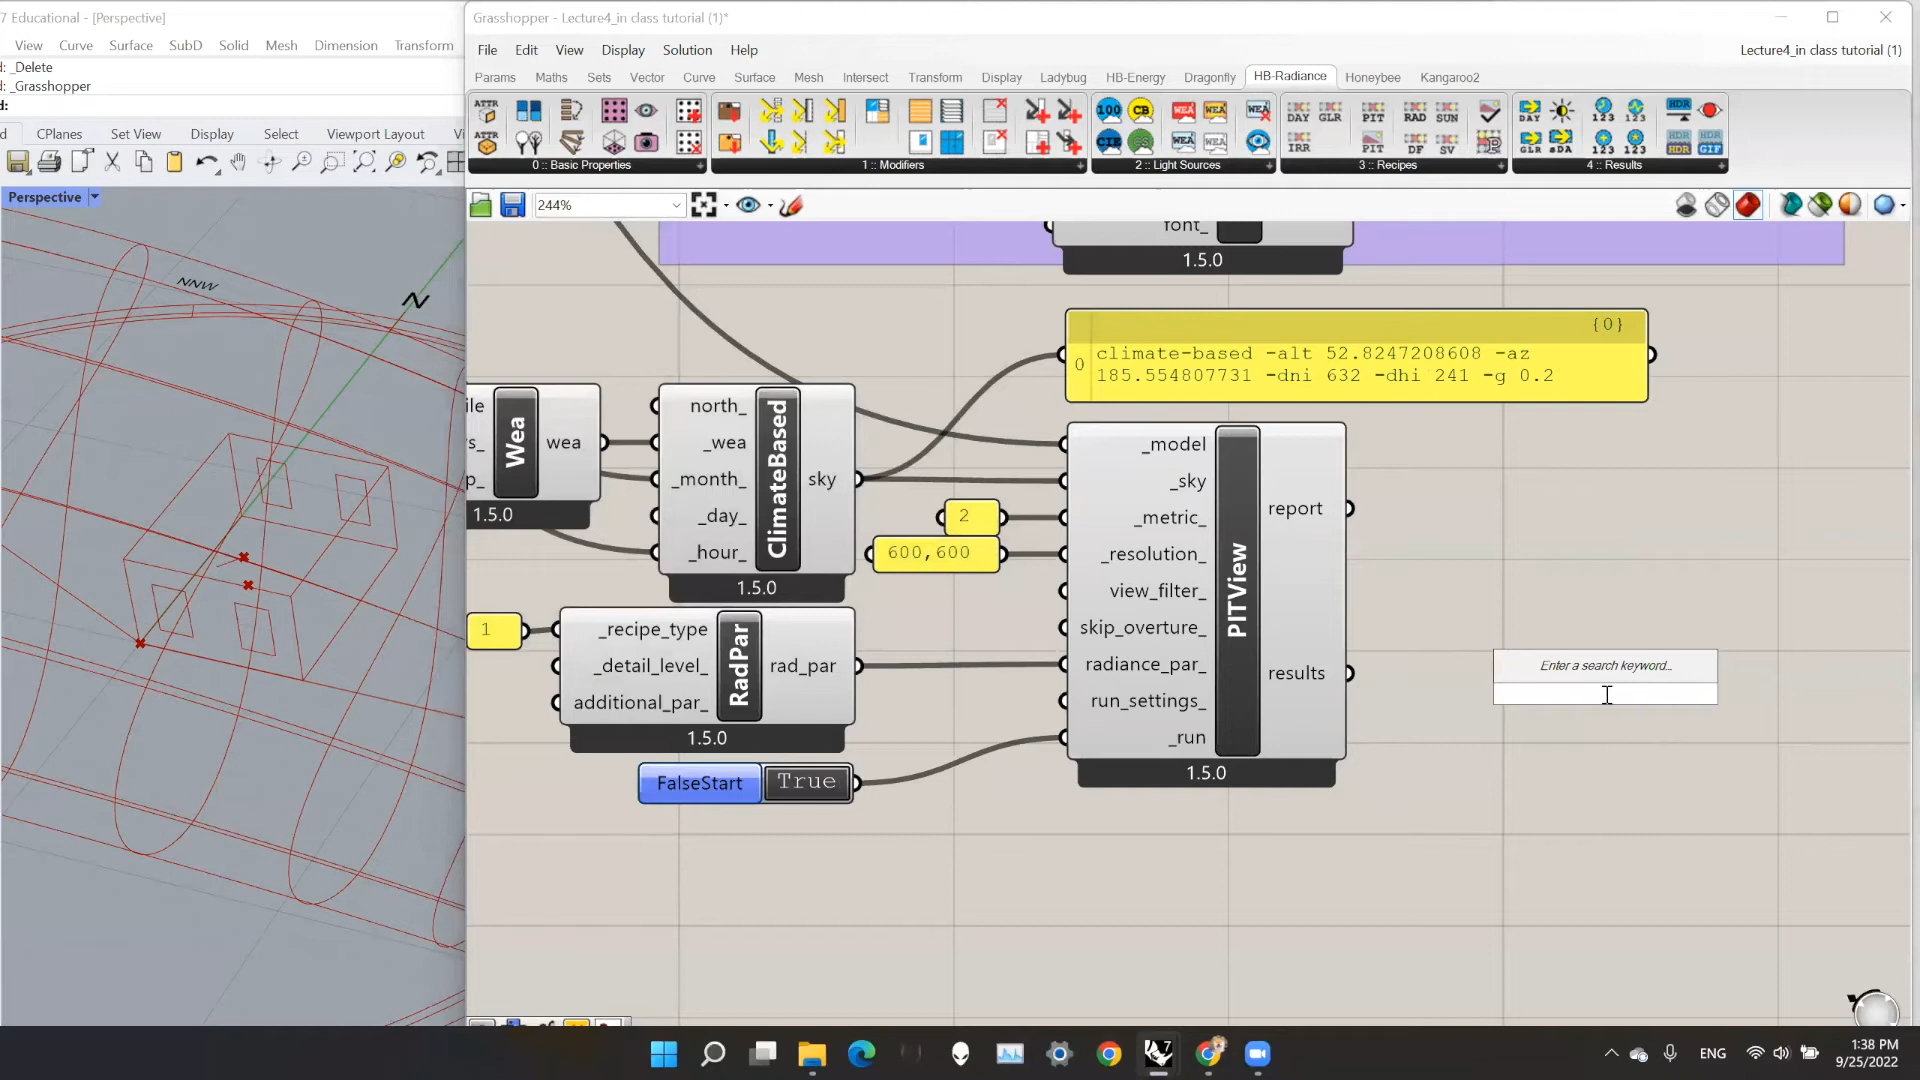 7 Educational - [Perspective]
View Curve Surface SubD Solid Mesh Dimension Transform
d: _Delete
d: _Grasshopper
d:
CPlanes Set View Display Select Viewport Layout
Perspective
NNW
N
Grasshopper - Lecture4_in class tutorial (1)*
File Edit View Display Solution Help
Lecture4_in class tutorial (1)
Params Maths Sets Vector Curve Surface Mesh Intersect Transform Display Ladybug HB-Energy Dragonfly HB-Radiance Honeybee Kangaroo2
0 :: Basic Properties
1 :: Modifiers
2 :: Light Sources
3 :: Recipes
4 :: Results
244%
font_
1.5.0
{0}
0
climate-based -alt 52.8247208608 -az
185.554807731 -dni 632 -dhi 241 -g 0.2
ile
s_
p_
Wea
wea
1.5.0
north_
_wea
_month_
_day_
_hour_
ClimateBased
sky
1.5.0
2
600,600
1
_recipe_type
_detail_level_
additional_par_
RadPar
rad_par
1.5.0
FalseStart
True
_model
_sky
_metric_
_resolution_
view_filter_
skip_overture_
radiance_par_
run_settings_
_run
PITView
report
results
1.5.0
Enter a search keyword...
ENG
1:38 PM
9/25/2022